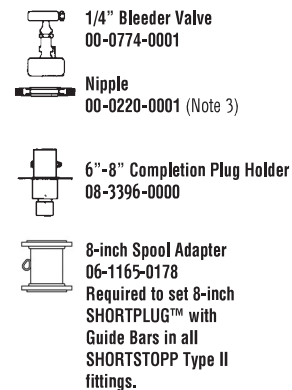 1/4” Bleeder Valve
00-0774-0001
Nipple
00-0220-0001 (Note 3)
6”-8” Completion Plug Holder
08-3396-0000
8-inch Spool Adapter
06-1165-0178
Required to set 8-inch
SHORTPLUG™ with
Guide Bars in all
SHORTSTOPP Type II
fittings.